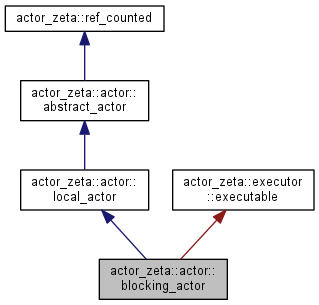 actor_zeta::ref_counted
actor_zeta::actor::
abstract_actor
actor_zeta::actor::
local_actor
actor_zeta::executor
::executable
actor_zeta::actor::
blocking_actor